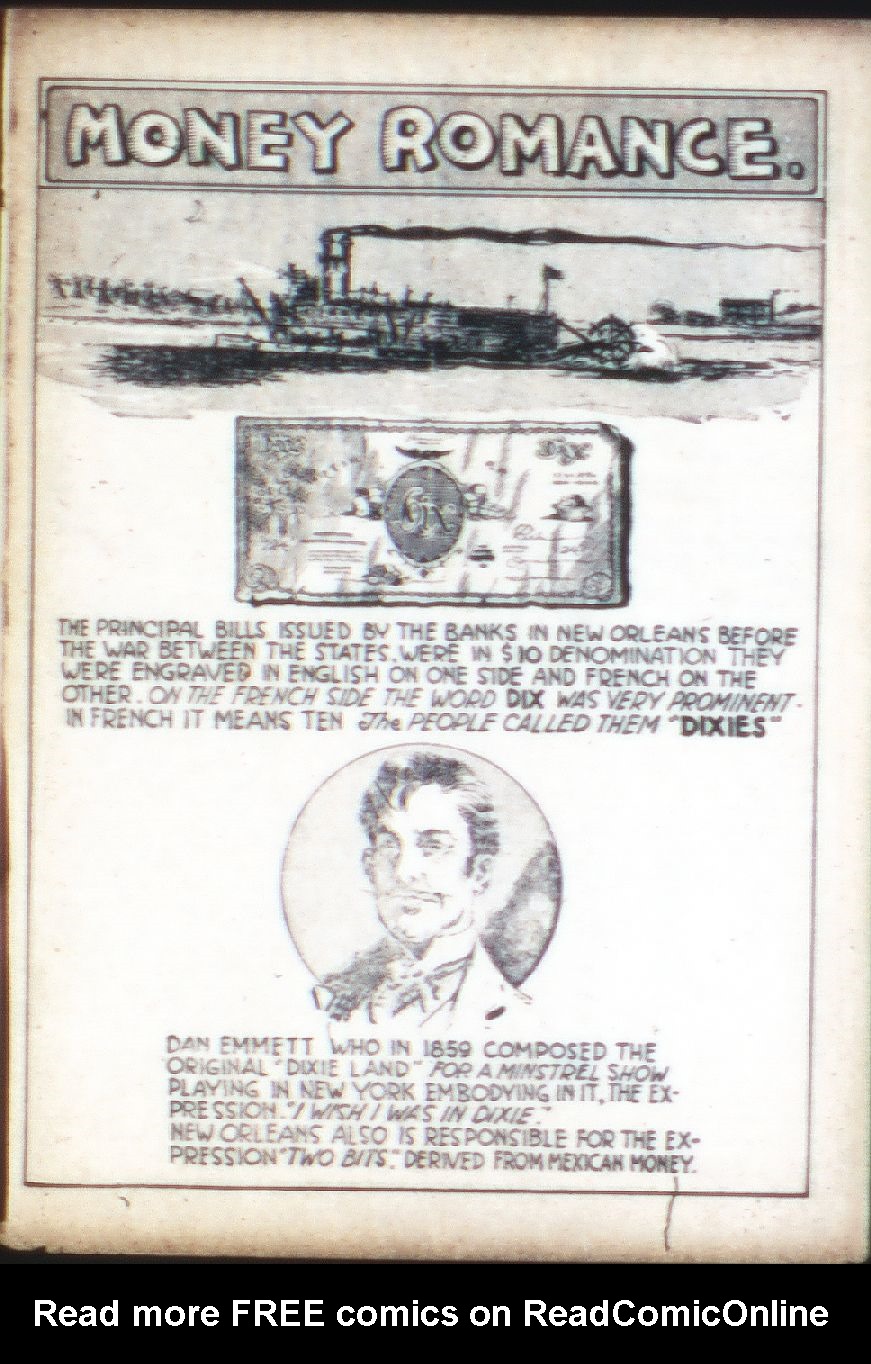 MONEY ROMANCE.
THE PRINCIPAL BILLS ISSUED BY THE BANKS IN NEW ORLEANS BEFORE
THE WAR BETWEEN THE STATES, WERE IN $10 DENOMINATION THEY
WERE ENGRAVED IN ENGLISH ON ONE SIDE AND FRENCH ON THE
OTHER. ON THE FRENCH SIDE THE WORD DIX WAS VERY PROMINENT-
IN FRENCH IT MEANS TEN The PEOPLE CALLED THEM "DIXIES"
DAN EMMETT WHO IN 1859 COMPOSED THE
ORIGINAL "DIXIE LAND" FOR A MINSTREL SHOW
PLAYING IN NEW YORK EMBODYING IN IT, THE EX-
PRESSION. "I WISH I WAS IN DIXIE."
NEW ORLEANS ALSO IS RESPONSIBLE FOR THE EX-
PRESSION "TWO BITS." DERIVED FROM MEXICAN MONEY.
Read more FREE comics on ReadComicOnline